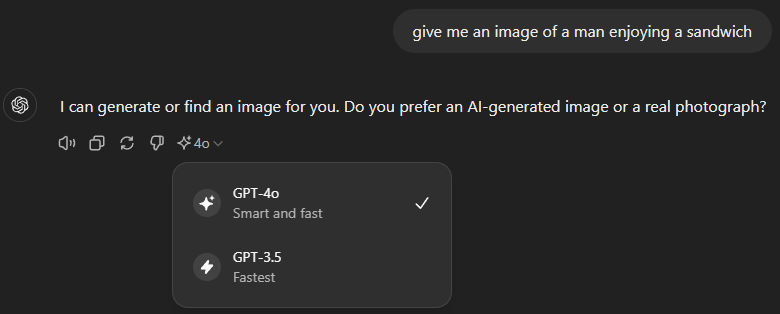 give me an image of a man enjoying a sandwich
I can generate or find an image for you. Do you prefer an AI-generated image or a real photograph?
4o
GPT-4o
Smart and fast
GPT-3.5
Fastest